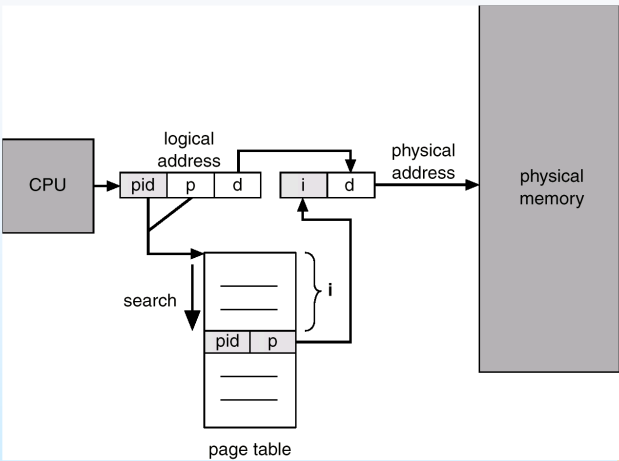 logical
address
physical
address
CPU
pid p d
i d
physical
memory
search
i
pid p
page table